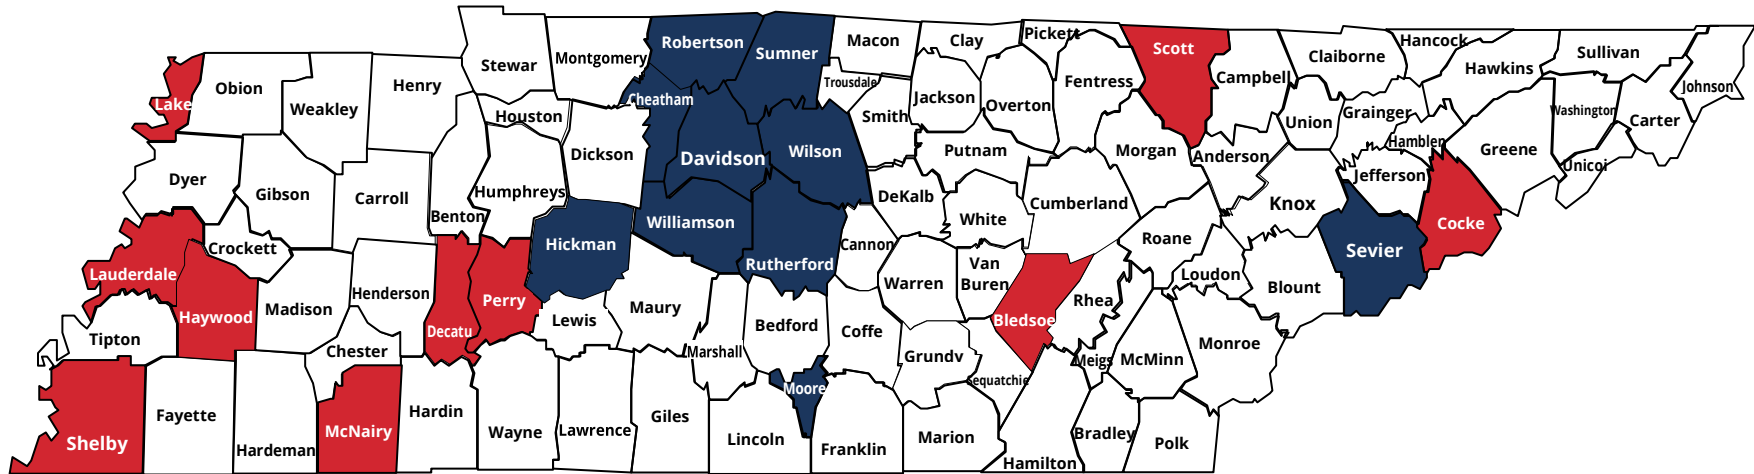 Lake
Obion
Weakley
Henry
Stewar
Montgomery
Robertson
Sumner
Macon
Clay
Pickett
Fentress
Scott
Campbell
Claiborne
Hancock
Hawkins
Sullivan
Johnson
Trousdale
Cheatham
Houston
Dickson
Davidson
Wilson
Smith
Jackson
Overton
Putnam
Morgan
Anderson
Union
Grainger
Hamblen
Greene
Washington
Unicoi
Carter
Dyer
Gibson
Carroll
Benton
Humphreys
Hickman
Williamson
Rutherford
Cannon
DeKalb
White
Cumberland
Roane
Knox
Jefferson
Sevier
Cocke
Lauderdale
Crockett
Haywood
Madison
Henderson
Decatu
Perry
Lewis
Maury
Marshall
Bedford
Coffe
Warren
Van
Buren
Bledsoe
Rhea
Loudon
Blount
Tipton
Chester
Shelby
Fayette
Hardeman
McNairy
Hardin
Wayne
Lawrence
Giles
Lincoln
Moore
Franklin
Grundv
Sequatchie
Marion
Hamilton
Meigs
McMinn
Monroe
Bradley
Polk